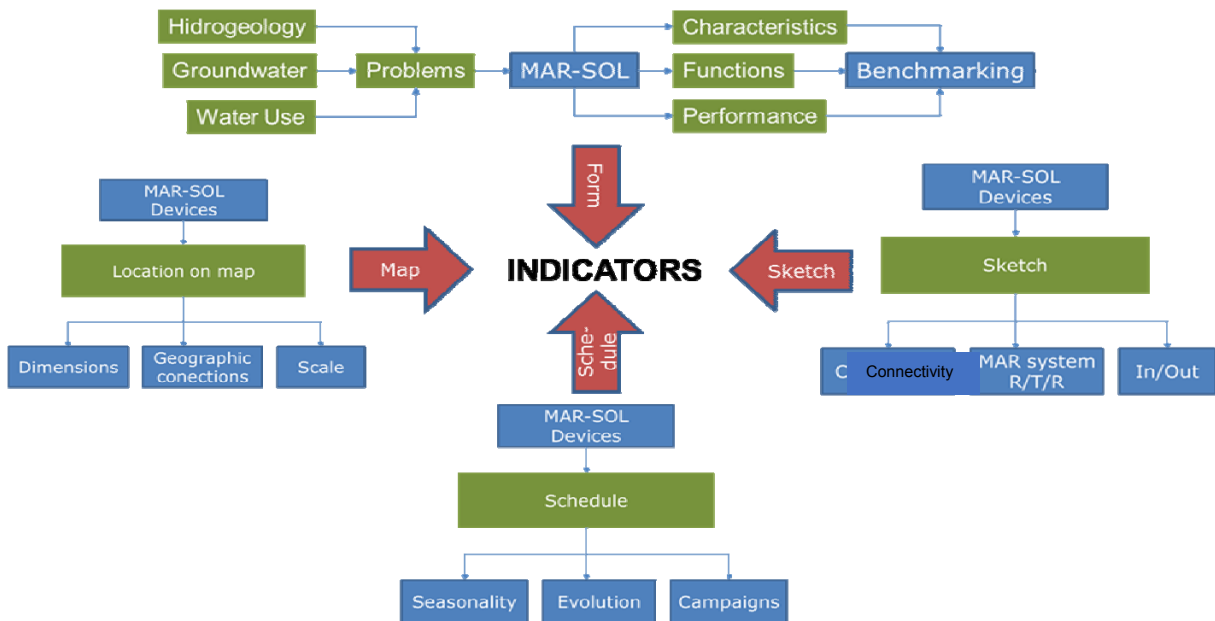 Hidrogeology
Groundwater
Water Use
Problems
MAR-SOL
Characteristics
Functions
Performance
Benchmarking
Form
MAR-SOL
Devices
Location on map
Dimensions
Geographic
conections
Scale
Map
INDICATORS
Sketch
MAR-SOL
Devices
Sketch
C
Connectivity
MAR system
R/T/R
In/Out
Sche-
dule
MAR-SOL
Devices
Schedule
Seasonality
Evolution
Campaigns